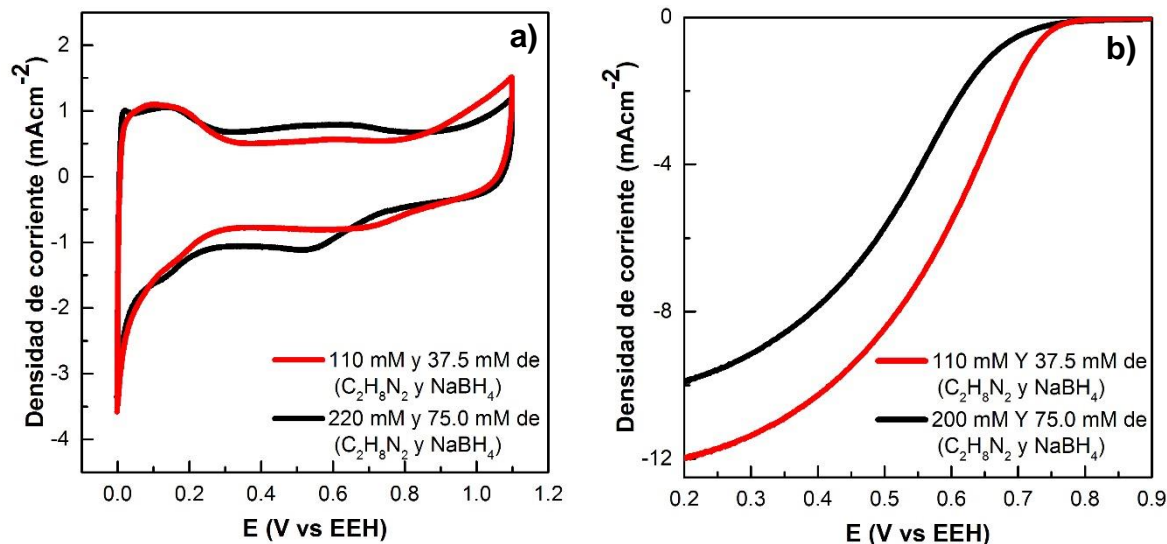 a)
Densidad de corriente (mAcm⁻²)
2
1
0
-1
-2
-3
-4
110 mM y 37.5 mM de
(C₂H₈N₂ y NaBH₄)
220 mM y 75.0 mM de
(C₂H₈N₂ y NaBH₄)
0.0 0.2 0.4 0.6 0.8 1.0 1.2
E (V vs EEH)
b)
Densidad de corriente (mAcm⁻²)
0
-4
-8
-12
110 mM Y 37.5 mM de
(C₂H₈N₂ y NaBH₄)
200 mM Y 75.0 mM de
(C₂H₈N₂ y NaBH₄)
0.2 0.3 0.4 0.5 0.6 0.7 0.8 0.9
E (V vs EEH)